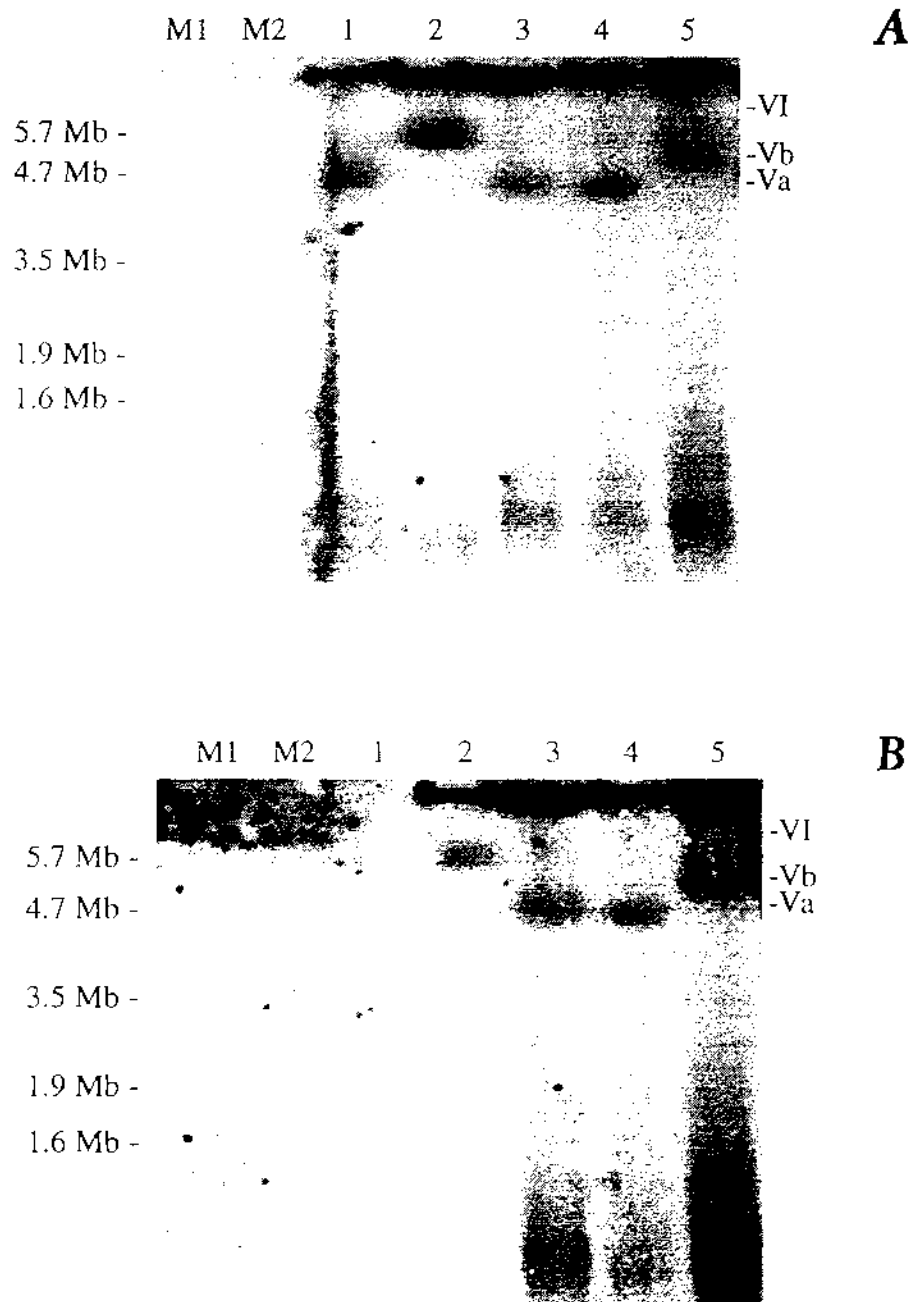 M1 M2 1 2 3 4 5 A
-VI
5.7 Mb -
-Vb
4.7 Mb -
-Va
3.5 Mb -
1.9 Mb -
1.6 Mb -
M1 M2 1 2 3 4 5 B
-VI
5.7 Mb -
-Vb
4.7 Mb -
-Va
3.5 Mb -
1.9 Mb -
1.6 Mb -